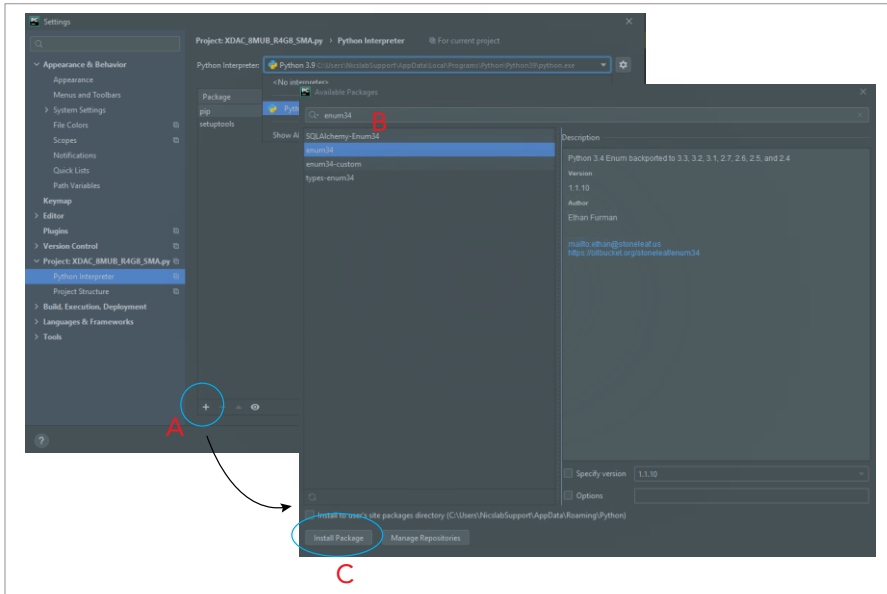 Settings
Project: XDAC_8MUB_R4G8_SMA.py › Python Interpreter For current project
Python Interpreter: Python 3.9 C:\Users\NicslabSupport\AppData\Local\Programs\Python\Python39\python.exe
<No interpreter>
Pyth
Show Al
Package
pip
setuptools
Appearance & Behavior
Appearance
Menus and Toolbars
System Settings
File Colors
Scopes
Notifications
Quick Lists
Path Variables
Keymap
Editor
Plugins
Version Control
Project: XDAC_8MUB_R4G8_SMA.py
Python Interpreter
Project Structure
Build, Execution, Deployment
Languages & Frameworks
Tools
A
Available Packages
enum34
B
SQLAlchemy-Enum34
enum34
enum34-custom
types-enum34
Description
Python 3.4 Enum backported to 3.3, 3.2, 3.1, 2.7, 2.6, 2.5, and 2.4
Version
1.1.10
Author
Ethan Furman
mailto:ethan@stoneleaf.us
https://bitbucket.org/stoneleaf/enum34
Specify version 1.1.10
Options
Install to user's site packages directory (C:\Users\NicslabSupport\AppData\Roaming\Python)
Install Package Manage Repositories
C